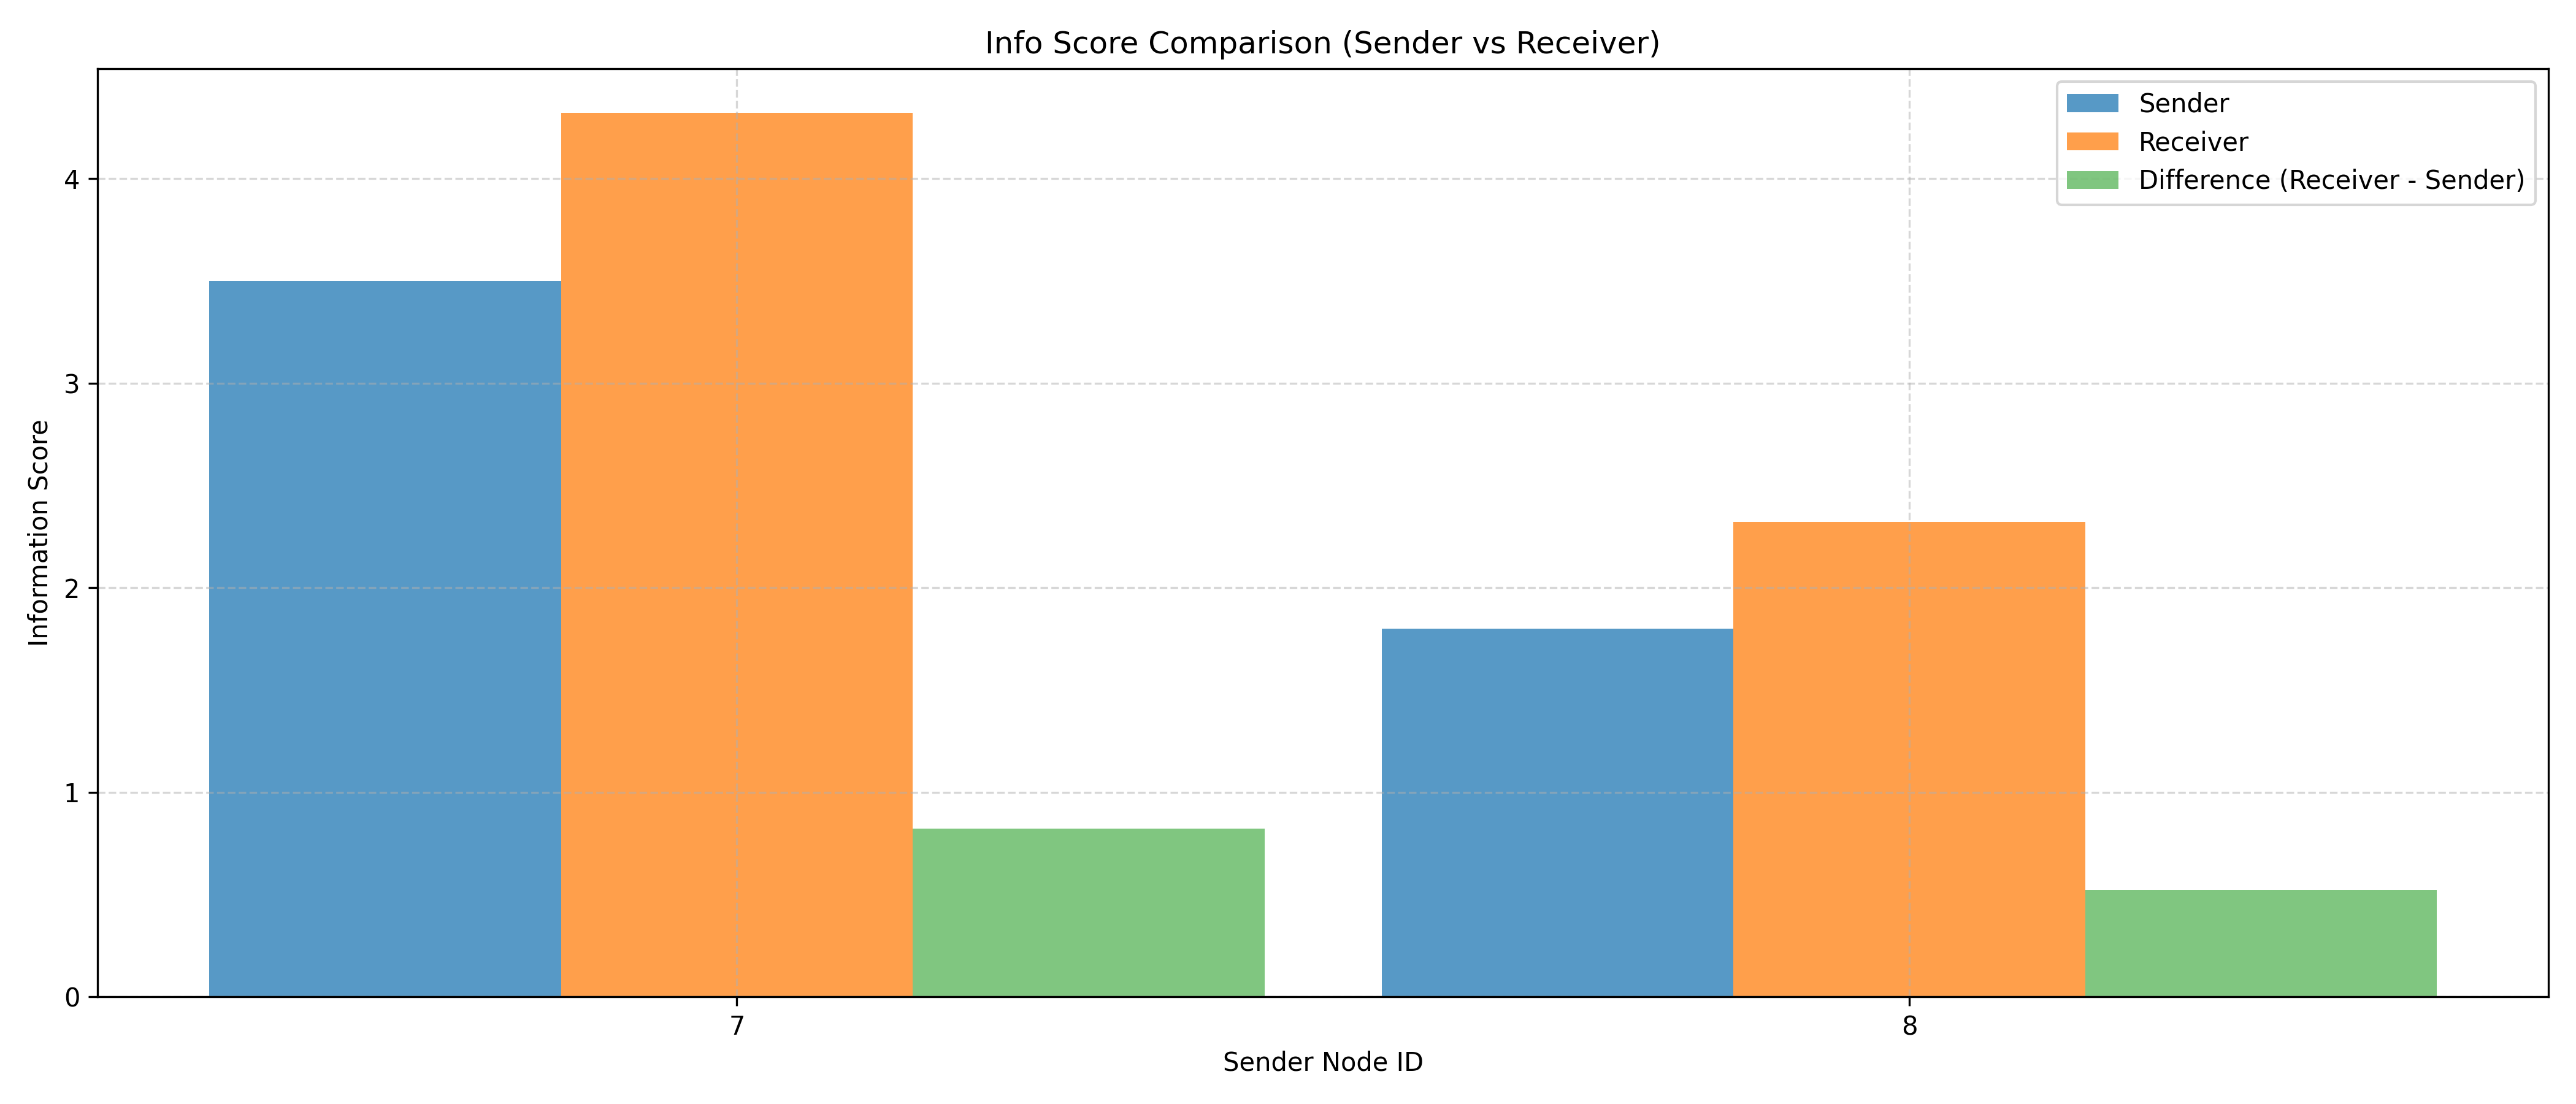 Info Score Comparison (Sender vs Receiver)
Sender
Receiver
Difference (Receiver - Sender)
Information Score
4
3
2
1
0
7
8
Sender Node ID